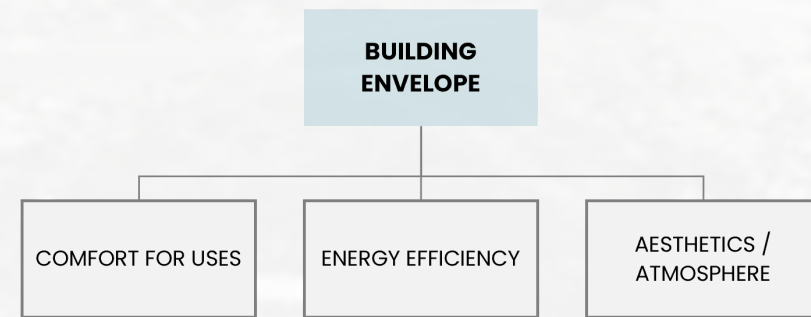 BUILDING
ENVELOPE
COMFORT FOR USES
ENERGY EFFICIENCY
AESTHETICS /
ATMOSPHERE